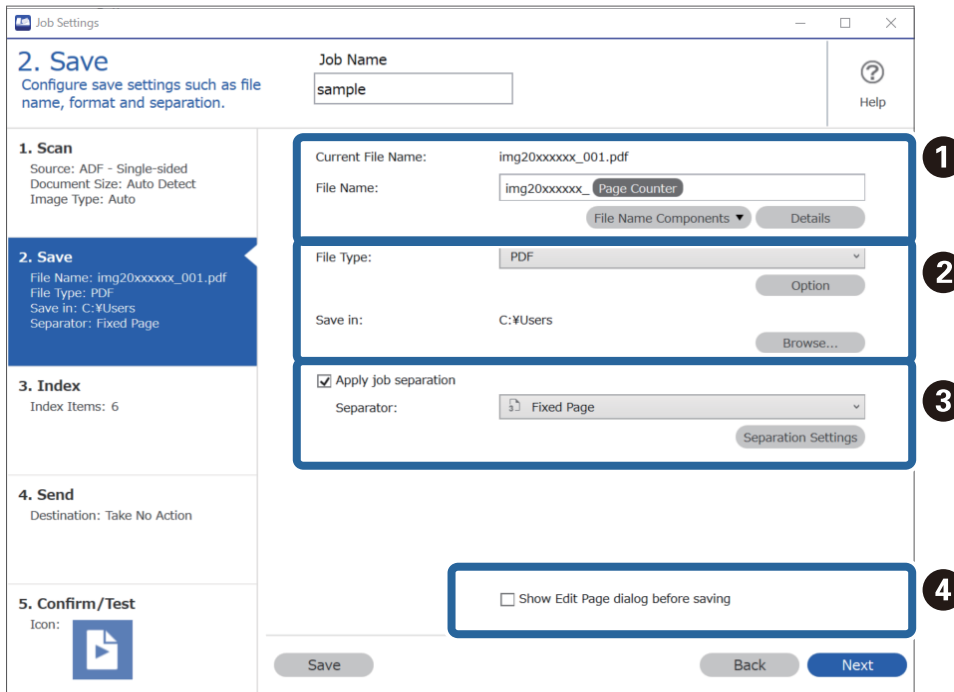 Job Settings
2. Save
Configure save settings such as file
name, format and separation.
Job Name
sample
Help
1. Scan
Source: ADF - Single-sided
Document Size: Auto Detect
Image Type: Auto
2. Save
File Name: img20xxxxxx_001.pdf
File Type: PDF
Save in: C:¥Users
Separator: Fixed Page
3. Index
Index Items: 6
4. Send
Destination: Take No Action
5. Confirm/Test
Icon:
Current File Name: img20xxxxxx_001.pdf
File Name: img20xxxxxx_ Page Counter
File Name Components Details
1
File Type: PDF
Option
Save in: C:¥Users
Browse...
2
Apply job separation
Separator: 3 Fixed Page
Separation Settings
3
Show Edit Page dialog before saving
4
Save Back Next